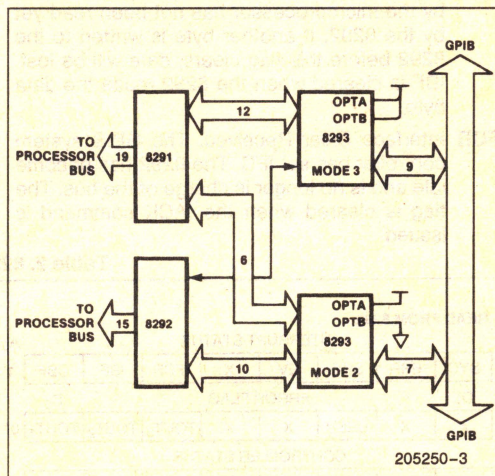 GPIB
12
OPTA
OPTB
8293
MODE 3
TO
PROCESSOR
BUS
19
8291
9
6
TO
PROCESSOR
BUS
15
8292
OPTA
OPTB
8293
MODE 2
10
7
GPIB
205250-3